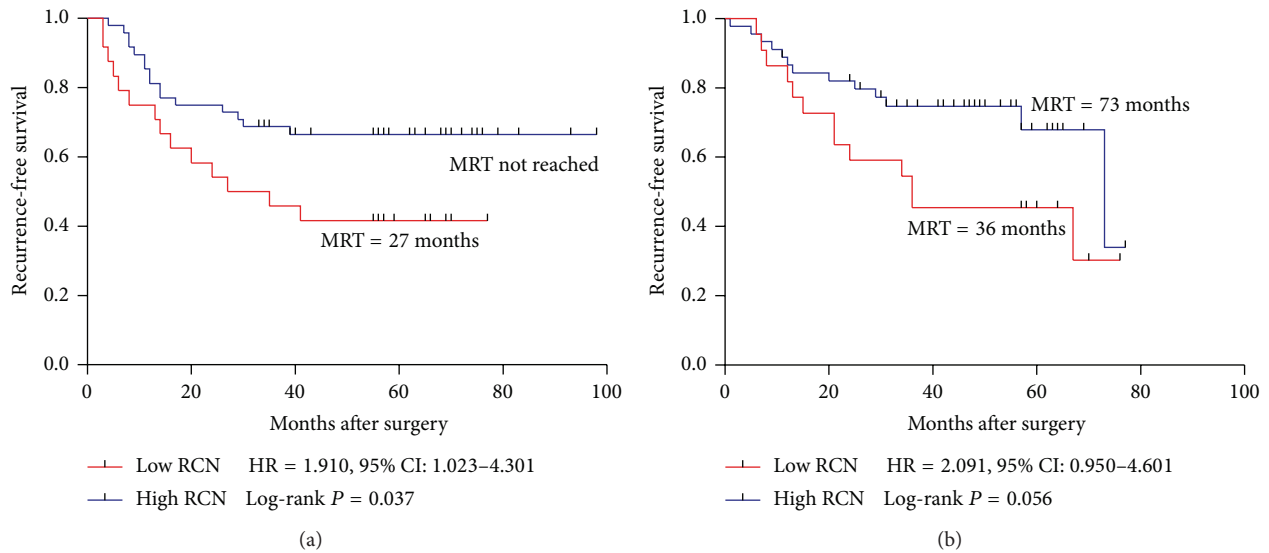 Recurrence-free survival
1.0
0.8
0.6
0.4
0.2
0.0
MRT not reached
MRT = 27 months
0 20 40 60 80 100
Months after surgery
Low RCN HR = 1.910, 95% CI: 1.023–4.301
High RCN Log-rank P = 0.037
(a)
Recurrence-free survival
1.0
0.8
0.6
0.4
0.2
0.0
MRT = 73 months
MRT = 36 months
0 20 40 60 80 100
Months after surgery
Low RCN HR = 2.091, 95% CI: 0.950–4.601
High RCN Log-rank P = 0.056
(b)